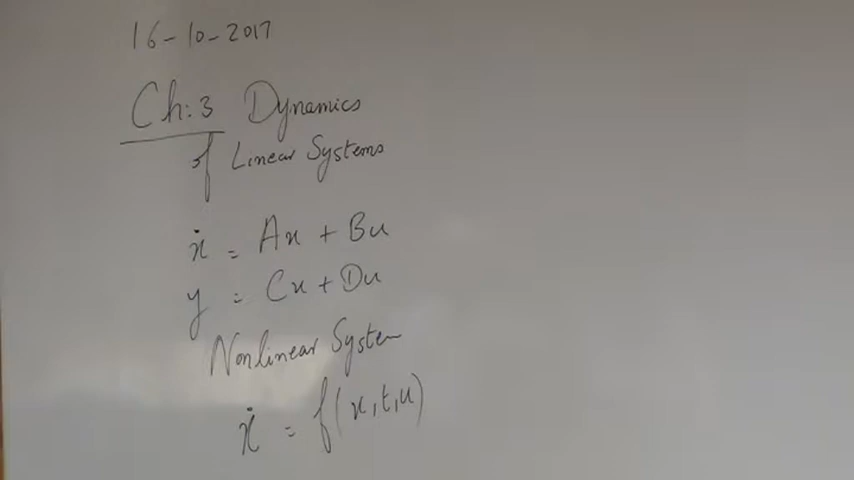 16-10-2017
Ch:3 Dynamics
of Linear Systems
ẋ = Ax + Bu
y = Cx + Du
Nonlinear System
ẋ = f(x,t,u)